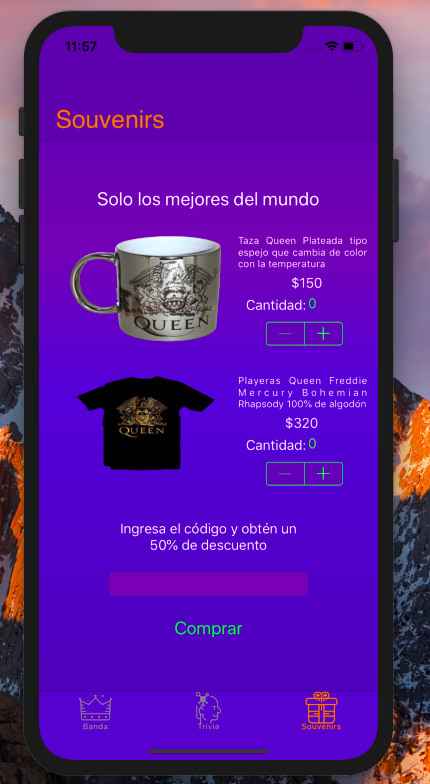 11:57
Souvenirs
Solo los mejores del mundo
Taza Queen Plateada tipo
espejo que cambia de color
con la temperatura
$150
Cantidad: 0
QUEEN
Playeras Queen Freddie
Mercury Bohemian
Rhapsody 100% de algodón
$320
Cantidad: 0
QUEEN
Ingresa el código y obtén un
50% de descuento
Comprar
Banda
Trivia
Souvenirs